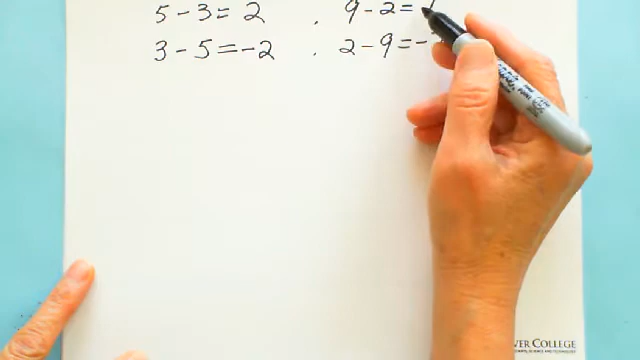 5 - 3 = 2 . 9 - 2 =
3 - 5 = -2 . 2 - 9 = -
VER COLLEGE